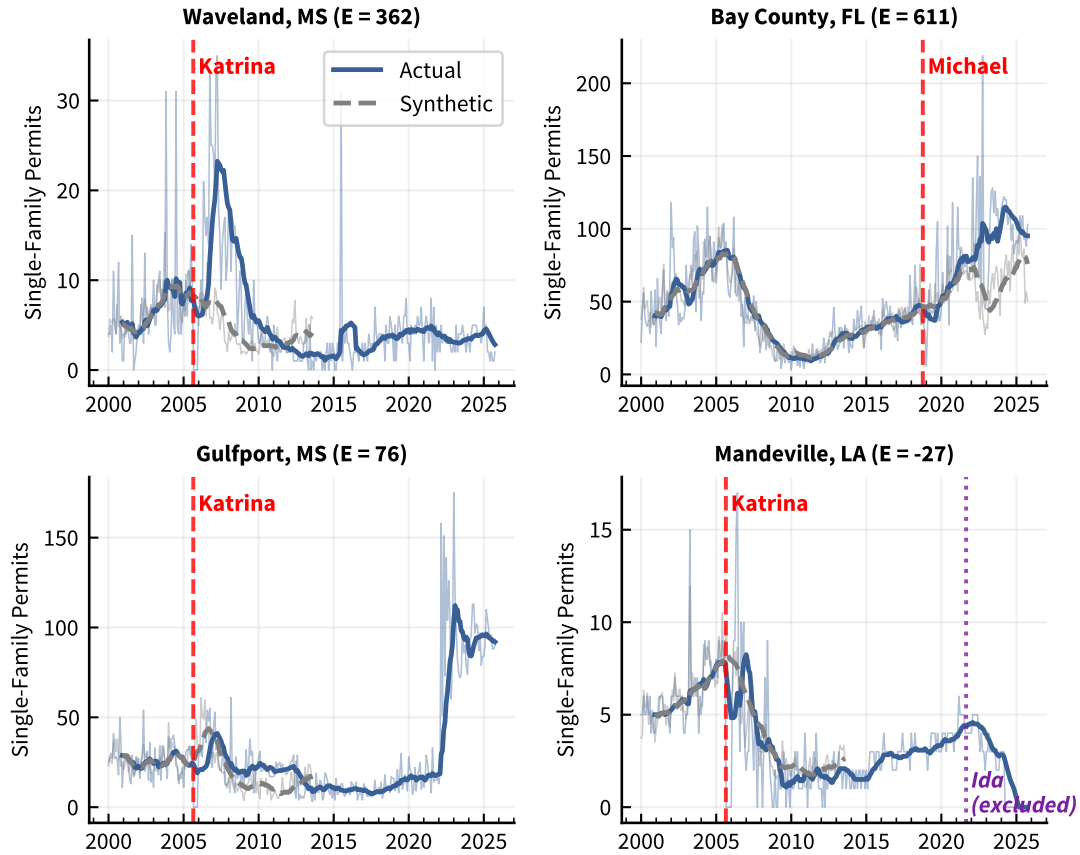 Waveland, MS (E = 362)
Single-Family Permits
30
20
10
0
Katrina
Actual
Synthetic
2000 2005 2010 2015 2020 2025
Bay County, FL (E = 611)
Single-Family Permits
200
150
100
50
0
Michael
2000 2005 2010 2015 2020 2025
Gulfport, MS (E = 76)
Single-Family Permits
150
100
50
0
Katrina
2000 2005 2010 2015 2020 2025
Mandeville, LA (E = -27)
Single-Family Permits
15
10
5
0
Katrina
Ida
(excluded)
2000 2005 2010 2015 2020 2025